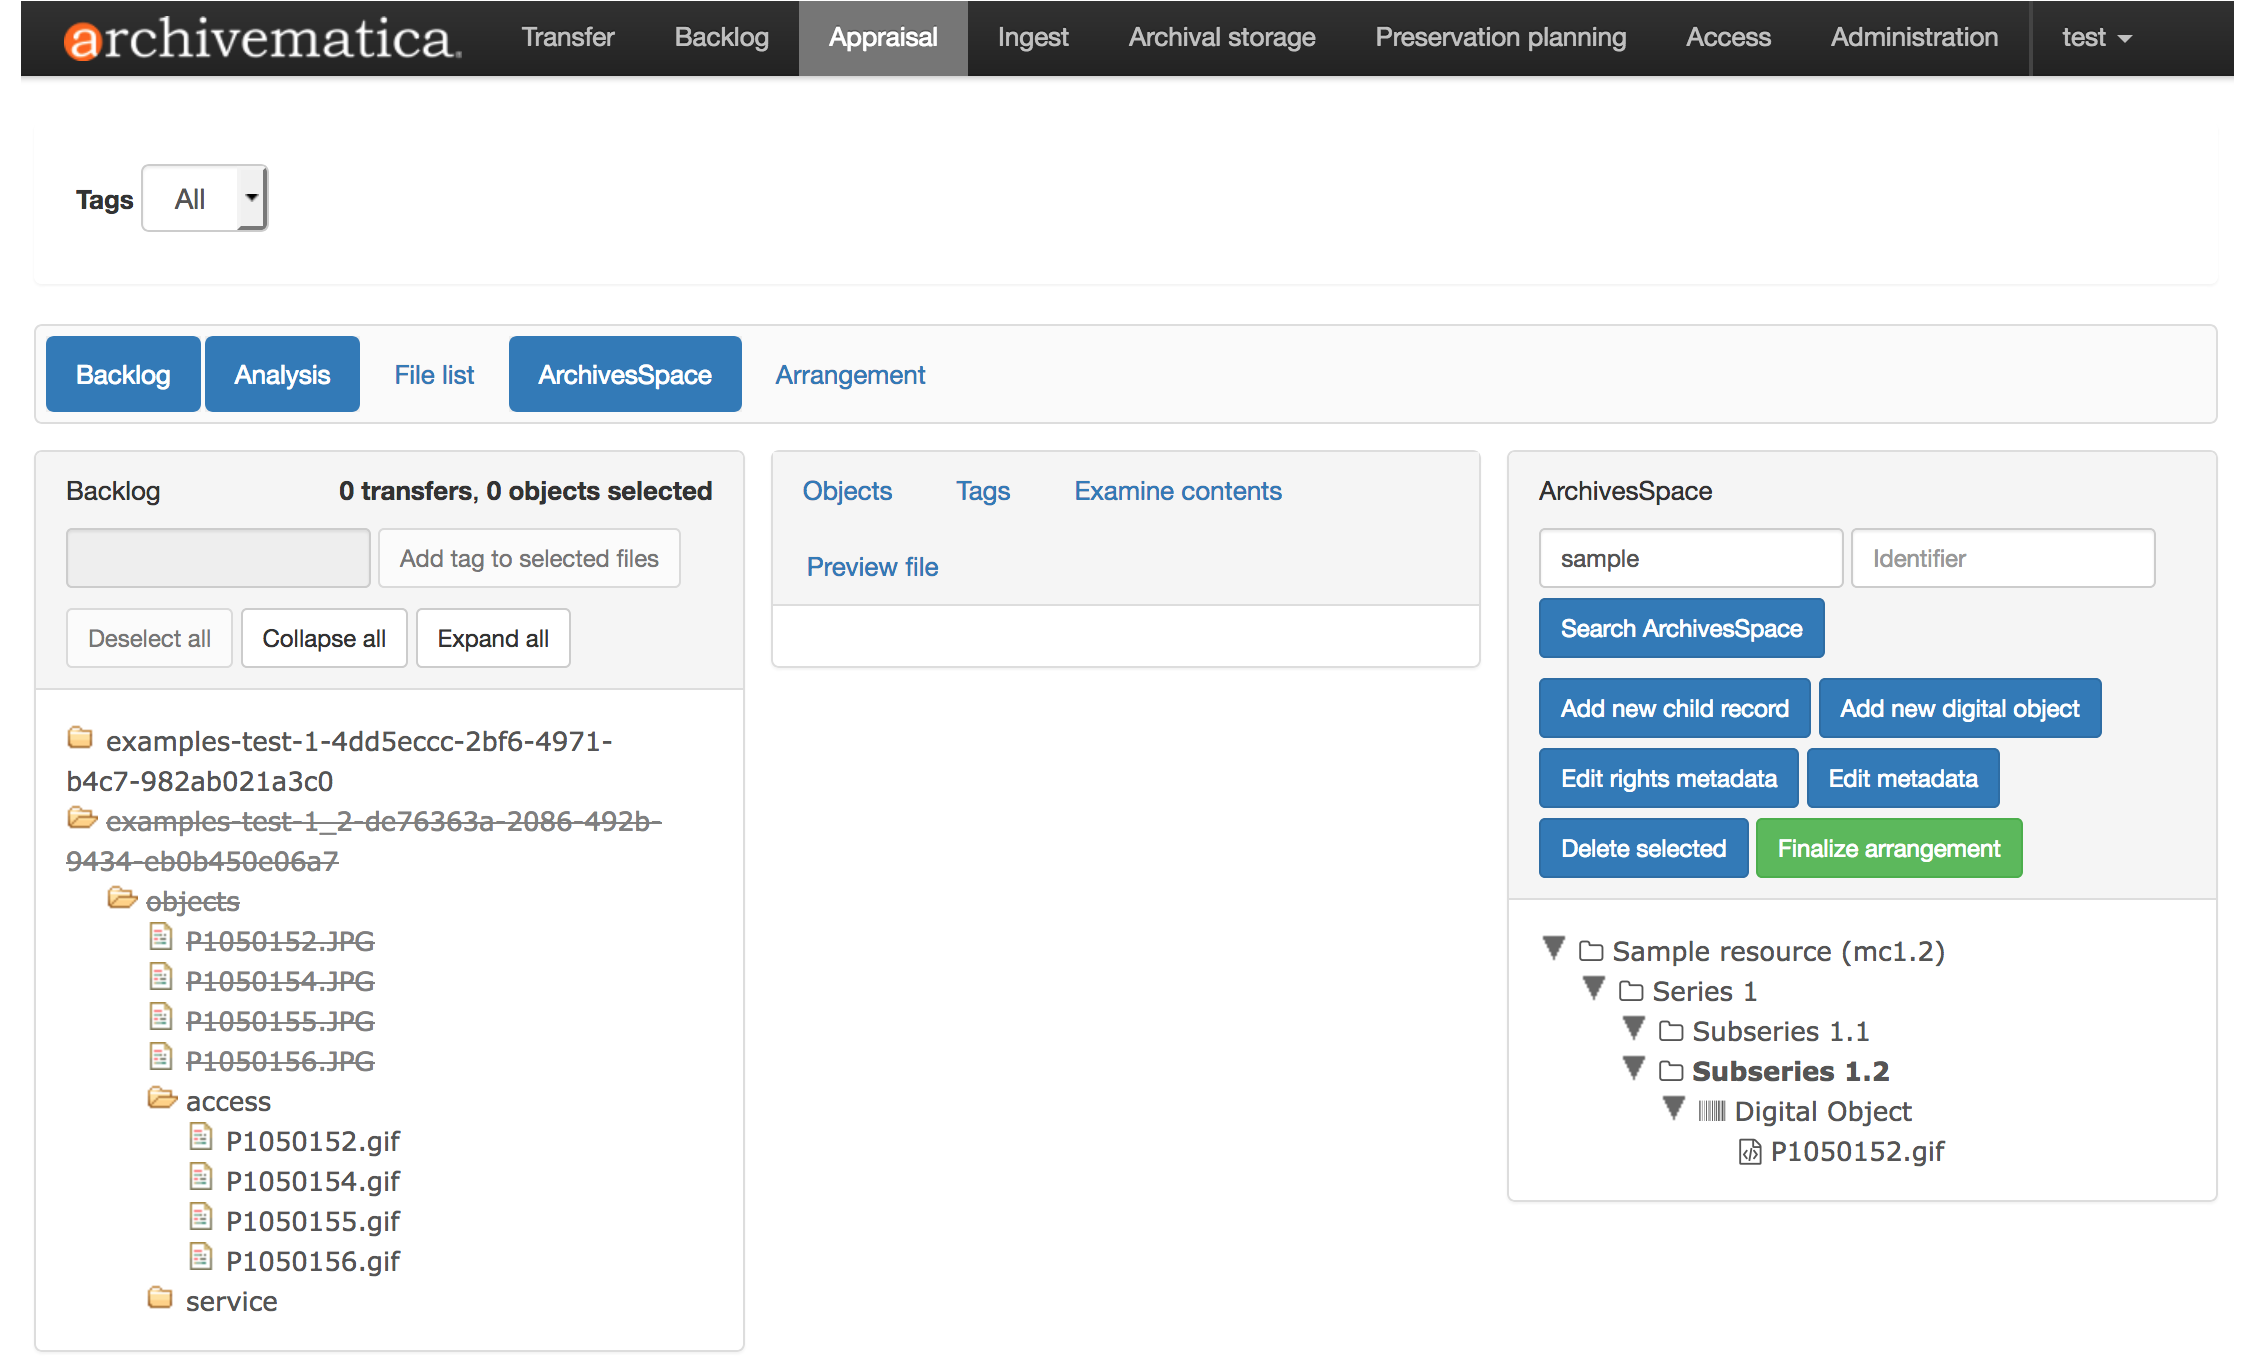 archivematica. Transfer Backlog Appraisal Ingest Archival storage Preservation planning Access Administration test
Tags All
Backlog Analysis File list ArchivesSpace Arrangement
Backlog 0 transfers, 0 objects selected
Add tag to selected files
Deselect all Collapse all Expand all
examples-test-1-4dd5eccc-2bf6-4971-
b4c7-982ab021a3c0
examples-test-1_2-de76363a-2086-492b-
9434-eb0b450e06a7
objects
P1050152.JPG
P1050154.JPG
P1050155.JPG
P1050156.JPG
access
P1050152.gif
P1050154.gif
P1050155.gif
P1050156.gif
service
Objects Tags Examine contents
Preview file
ArchivesSpace
sample Identifier
Search ArchivesSpace
Add new child record Add new digital object
Edit rights metadata Edit metadata
Delete selected Finalize arrangement
Sample resource (mc1.2)
Series 1
Subseries 1.1
Subseries 1.2
Digital Object
P1050152.gif